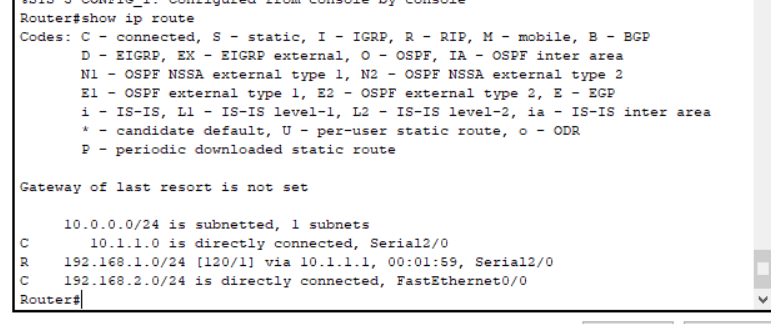 %SYS-5-CONFIG_I: Configured from console by console
Router#show ip route
Codes: C - connected, S - static, I - IGRP, R - RIP, M - mobile, B - BGP
D - EIGRP, EX - EIGRP external, O - OSPF, IA - OSPF inter area
N1 - OSPF NSSA external type 1, N2 - OSPF NSSA external type 2
E1 - OSPF external type 1, E2 - OSPF external type 2, E - EGP
i - IS-IS, L1 - IS-IS level-1, L2 - IS-IS level-2, ia - IS-IS inter area
* - candidate default, U - per-user static route, o - ODR
P - periodic downloaded static route
Gateway of last resort is not set
10.0.0.0/24 is subnetted, 1 subnets
C 10.1.1.0 is directly connected, Serial2/0
R 192.168.1.0/24 [120/1] via 10.1.1.1, 00:01:59, Serial2/0
C 192.168.2.0/24 is directly connected, FastEthernet0/0
Router#